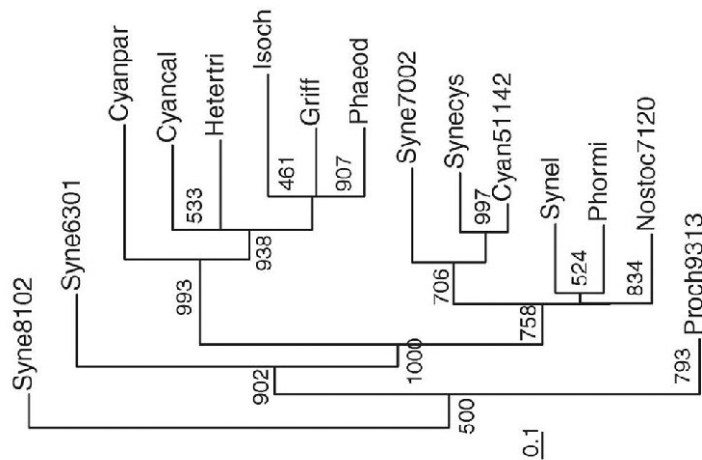 Syne8102
Syne6301
Cyanpar
Cyancal
Hetertri
Isoch
Griff
Phaeod
Syne7002
Synecys
Cyan51142
Synel
Phormi
Nostoc7120
Proch9313
533
461
907
938
993
997
706
524
834
758
1000
902
793
500
0.1